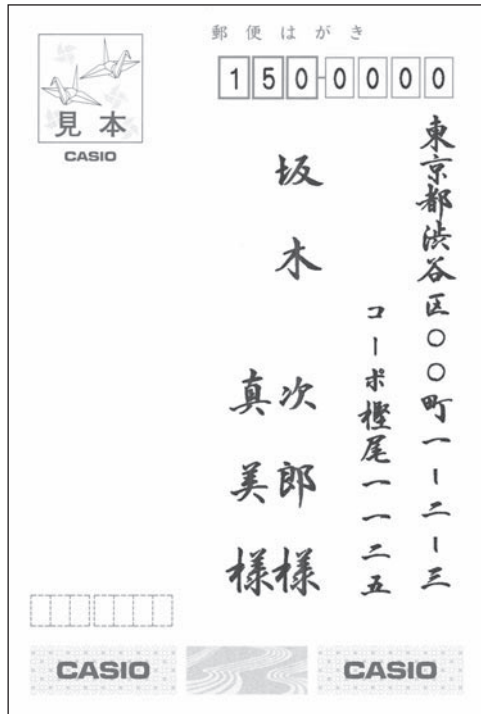 郵便はがき
150-0000
見本
CASIO
東京都渋谷区〇〇町一ー二ー三
コーポ樫尾一一二五
坂木 次郎 様
真美 様
CASIO
CASIO